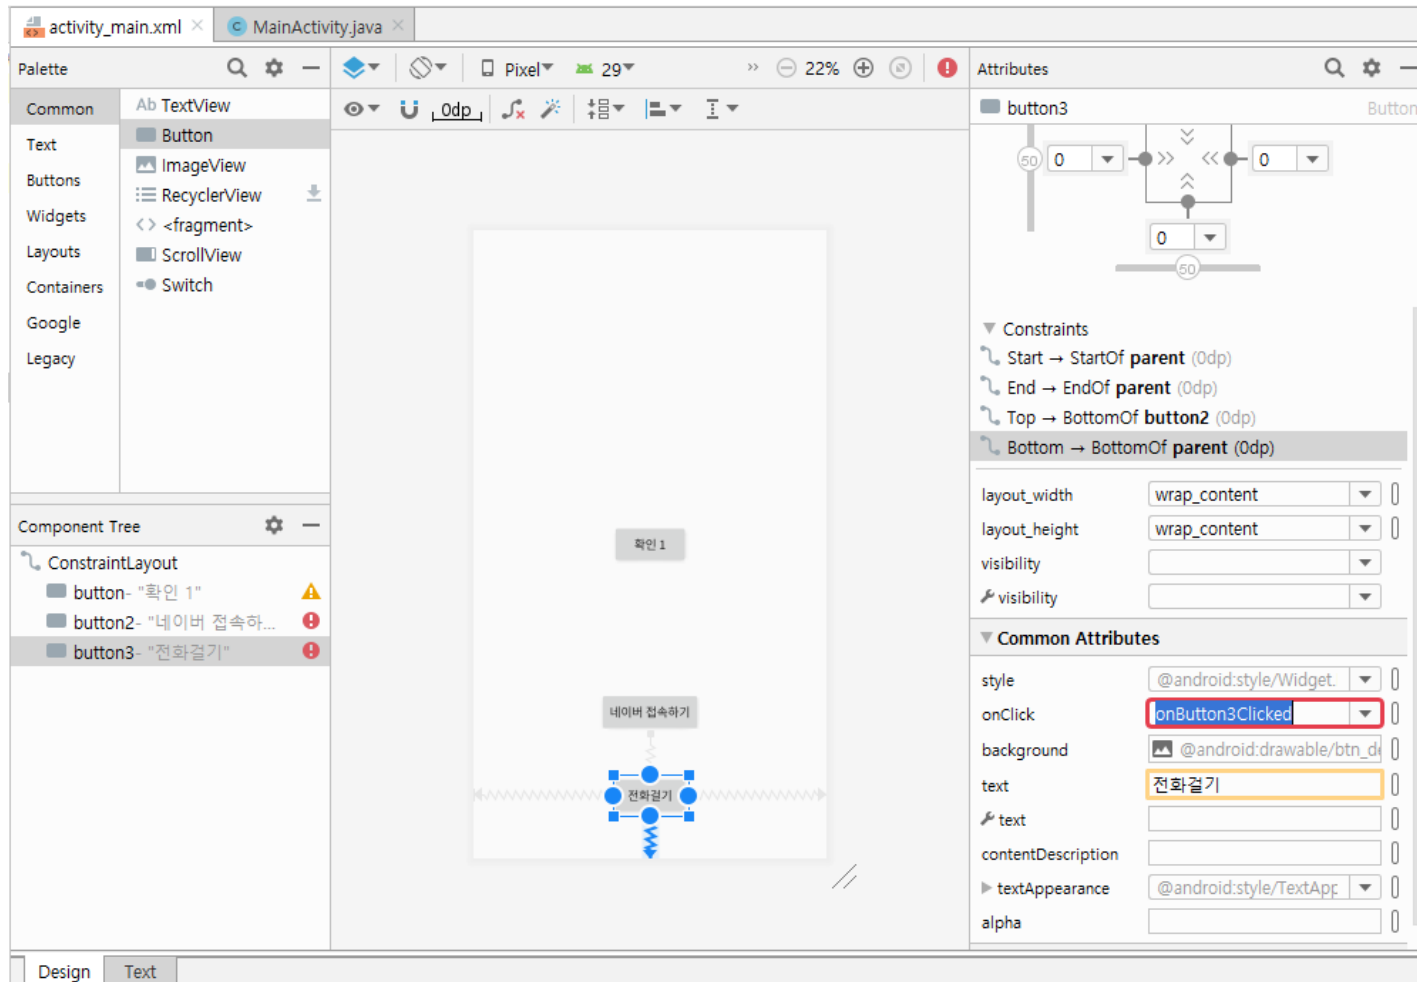 activity_main.xml
MainActivity.java
Palette
Pixel
29
22%
Attributes
Common
Text
Buttons
Widgets
Layouts
Containers
Google
Legacy
Ab TextView
Button
ImageView
RecyclerView
<fragment>
ScrollView
Switch
0dp
button3
Button
50
0
0
0
50
Constraints
Start → StartOf parent (0dp)
End → EndOf parent (0dp)
Top → BottomOf button2 (0dp)
Bottom → BottomOf parent (0dp)
layout_width wrap_content
layout_height wrap_content
visibility
visibility
Common Attributes
style @android:style/Widget.
onClick onButton3Clicked
background @android:drawable/btn_de
text 전화걸기
text
contentDescription
textAppearance @android:style/TextApp
alpha
확인 1
네이버 접속하기
전화걸기
Component Tree
ConstraintLayout
button- "확인 1"
button2- "네이버 접속하...
button3- "전화걸기"
Design
Text